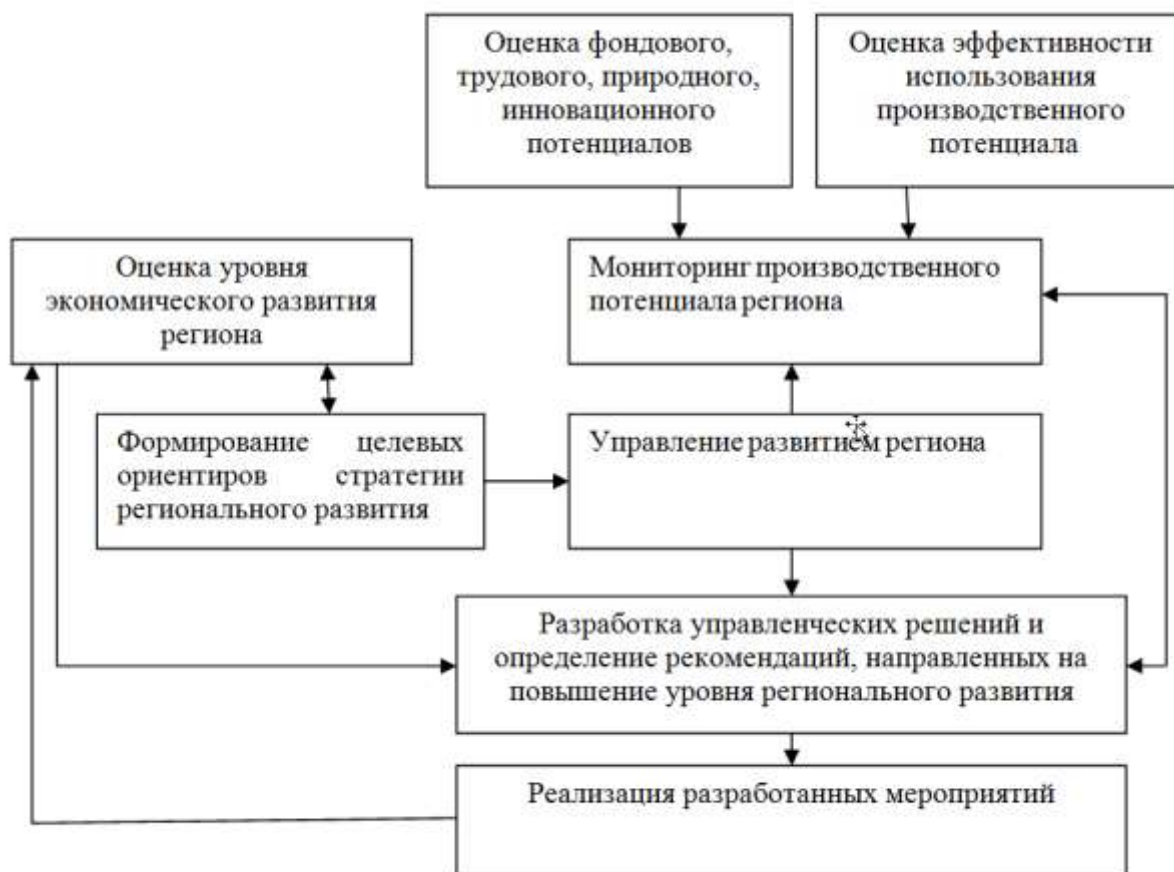 Оценка фондового,
трудового, природного,
инновационного
потенциалов
Оценка эффективности
использования
производственного
потенциала
Оценка уровня
экономического развития
региона
Мониторинг производственного
потенциала региона
Формирование целевых
ориентиров стратегии
регионального развития
Управление развитием региона
Разработка управленческих решений и
определение рекомендаций, направленных на
повышение уровня регионального развития
Реализация разработанных мероприятий